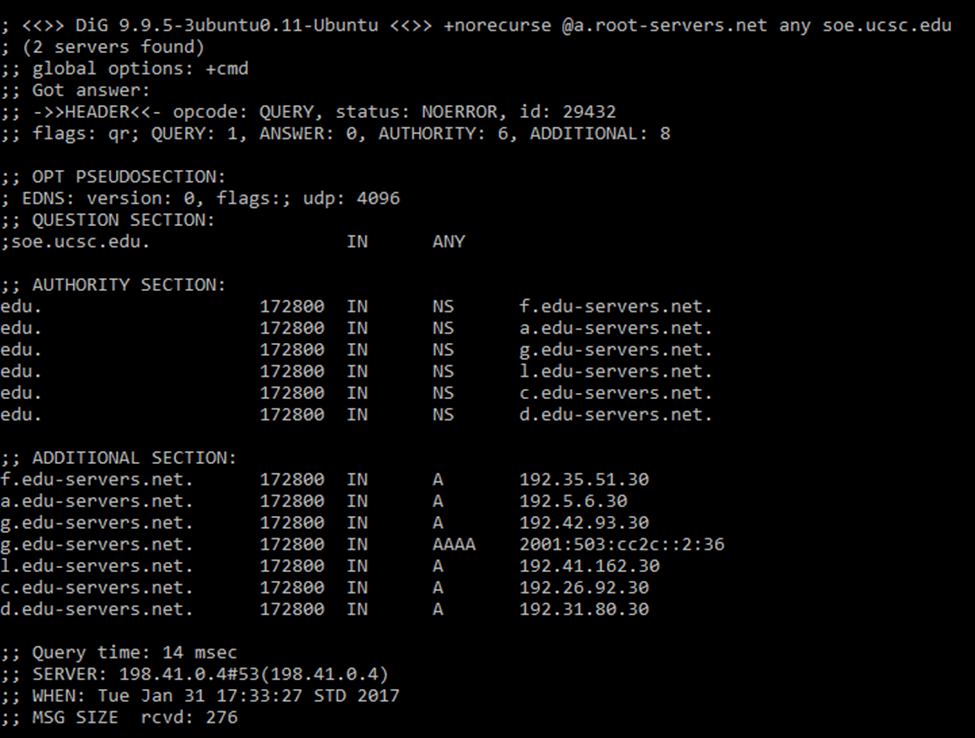 ; <<>> DiG 9.9.5-3ubuntu0.11-Ubuntu <<>> +norecurse @a.root-servers.net any soe.ucsc.edu
; (2 servers found)
;; global options: +cmd
;; Got answer:
;; ->>HEADER<<- opcode: QUERY, status: NOERROR, id: 29432
;; flags: qr; QUERY: 1, ANSWER: 0, AUTHORITY: 6, ADDITIONAL: 8
;; OPT PSEUDOSECTION:
; EDNS: version: 0, flags:; udp: 4096
;; QUESTION SECTION:
;soe.ucsc.edu. IN ANY
;; AUTHORITY SECTION:
edu. 172800 IN NS f.edu-servers.net.
edu. 172800 IN NS a.edu-servers.net.
edu. 172800 IN NS g.edu-servers.net.
edu. 172800 IN NS l.edu-servers.net.
edu. 172800 IN NS c.edu-servers.net.
edu. 172800 IN NS d.edu-servers.net.
;; ADDITIONAL SECTION:
f.edu-servers.net. 172800 IN A 192.35.51.30
a.edu-servers.net. 172800 IN A 192.5.6.30
g.edu-servers.net. 172800 IN A 192.42.93.30
g.edu-servers.net. 172800 IN AAAA 2001:503:cc2c::2:36
l.edu-servers.net. 172800 IN A 192.41.162.30
c.edu-servers.net. 172800 IN A 192.26.92.30
d.edu-servers.net. 172800 IN A 192.31.80.30
;; Query time: 14 msec
;; SERVER: 198.41.0.4#53(198.41.0.4)
;; WHEN: Tue Jan 31 17:33:27 STD 2017
;; MSG SIZE rcvd: 276